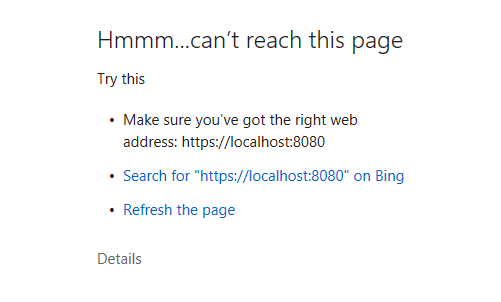 Hmmm...can't reach this page
Try this
• Make sure you've got the right web
address: https://localhost:8080
• Search for "https://localhost:8080" on Bing
• Refresh the page
Details